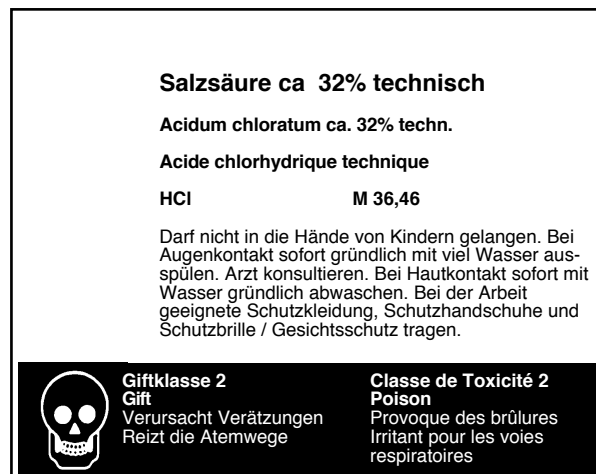 Salzsäure ca 32% technisch
Acidum chloratum ca. 32% techn.
Acide chlorhydrique technique
HCl M 36,46
Darf nicht in die Hände von Kindern gelangen. Bei
Augenkontakt sofort gründlich mit viel Wasser aus-
spülen. Arzt konsultieren. Bei Hautkontakt sofort mit
Wasser gründlich abwaschen. Bei der Arbeit
geeignete Schutzkleidung, Schutzhandschuhe und
Schutzbrille / Gesichtsschutz tragen.
Giftklasse 2
Gift
Verursacht Verätzungen
Reizt die Atemwege
Classe de Toxicité 2
Poison
Provoque des brûlures
Irritant pour les voies
respiratoires